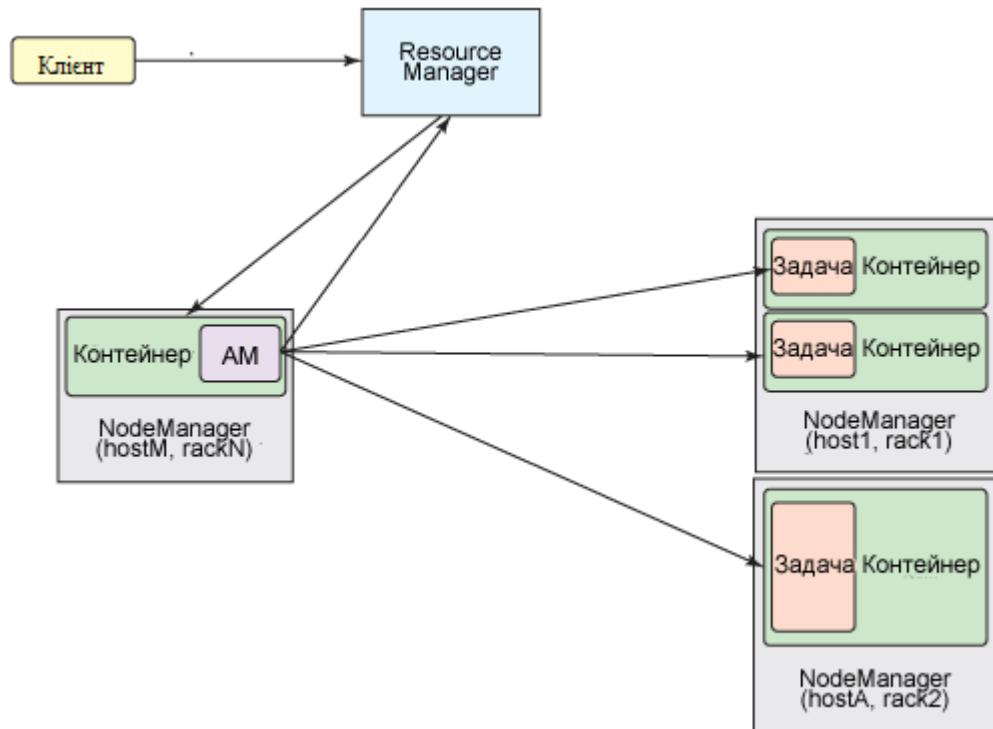 Клієнт
Resource
Manager
Контейнер
AM
NodeManager
(hostM, rackN)
Задача Контейнер
Задача Контейнер
NodeManager
(host1, rack1)
Задача Контейнер
NodeManager
(hostA, rack2)